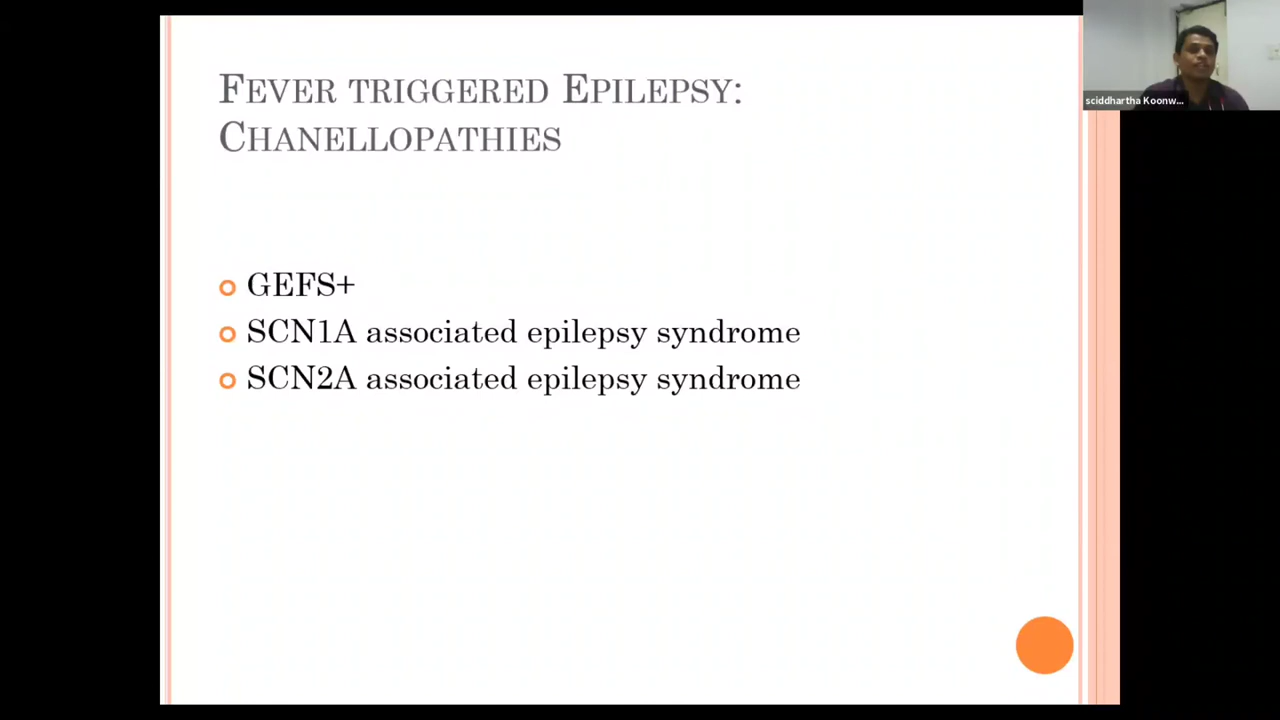 FEVER TRIGGERED EPILEPSY:
CHANELLOPATHIES
GEFS+
SCN1A associated epilepsy syndrome
SCN2A associated epilepsy syndrome
sciddhartha Koonw...